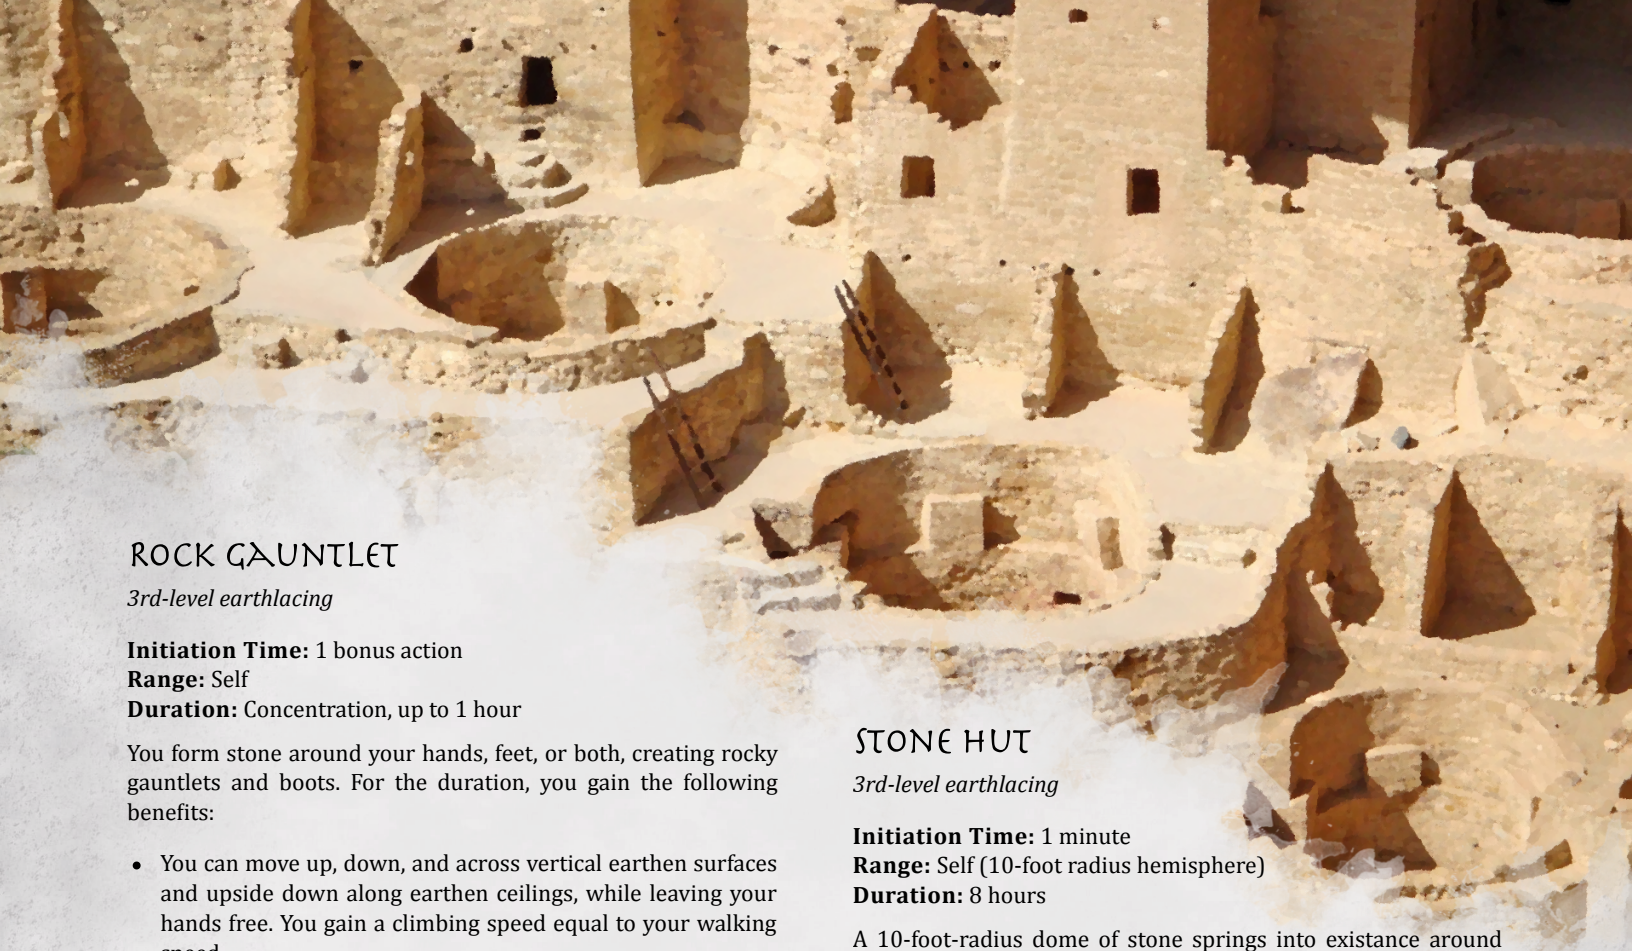 ROCK GAUNTLET
3rd-level earthlacing
Initiation Time: 1 bonus action
Range: Self
Duration: Concentration, up to 1 hour
You form stone around your hands, feet, or both, creating rocky
gauntlets and boots. For the duration, you gain the following
benefits:
• You can move up, down, and across vertical earthen surfaces
and upside down along earthen ceilings, while leaving your
hands free. You gain a climbing speed equal to your walking
speed.
STONE HUT
3rd-level earthlacing
Initiation Time: 1 minute
Range: Self (10-foot radius hemisphere)
Duration: 8 hours
A 10-foot-radius dome of stone springs into existance around